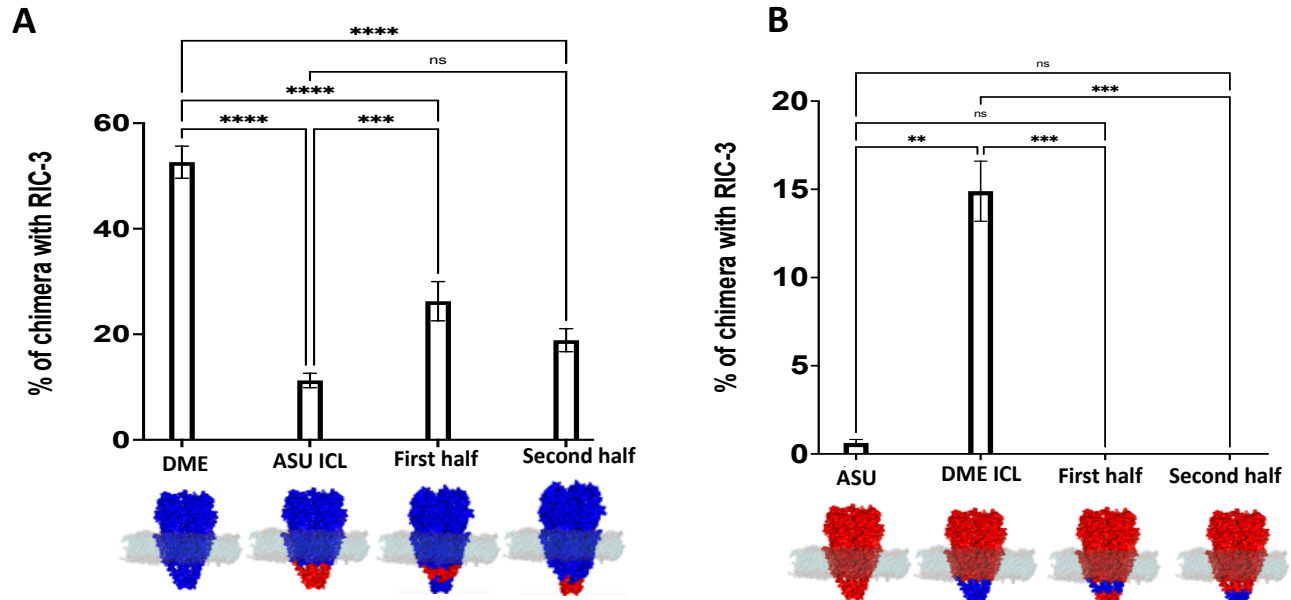 A
****
ns
****
****
***
60
40
20
0
% of chimera with RIC-3
DME
ASU ICL
First half
Second half
B
ns
***
ns
**
***
20
15
10
5
0
% of chimera with RIC-3
ASU
DME ICL
First half
Second half